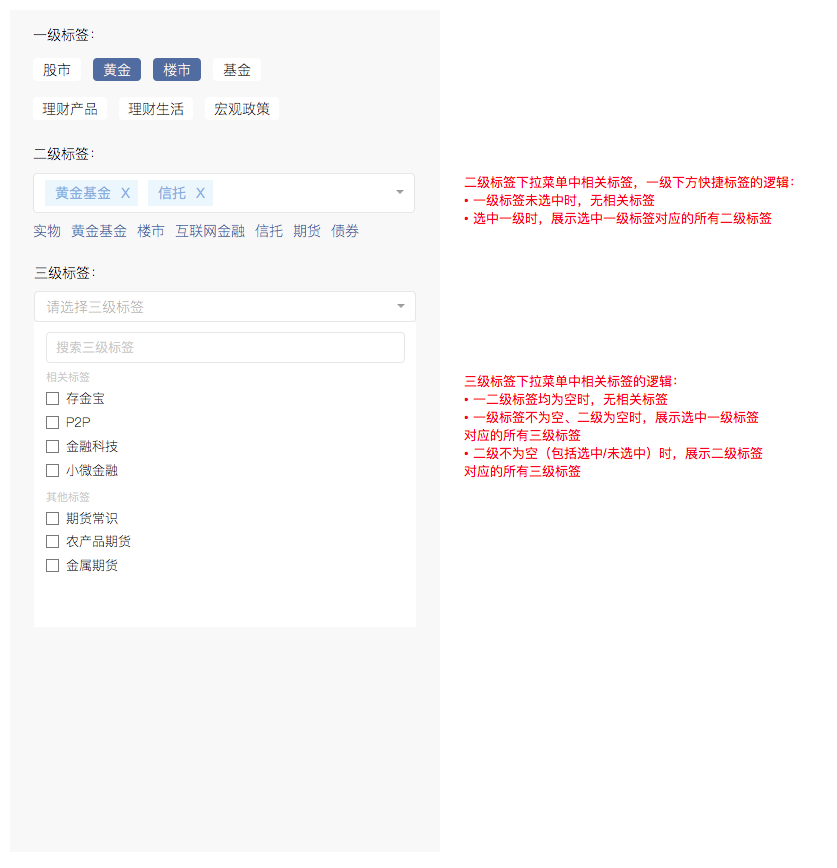 一级标签：
股市 黄金 楼市 基金
理财产品 理财生活 宏观政策
二级标签：
黄金基金 X 信托 X
实物 黄金基金 楼市 互联网金融 信托 期货 债券
二级标签下拉菜单中相关标签，一级下方快捷标签的逻辑：
• 一级标签未选中时，无相关标签
• 选中一级时，展示选中一级标签对应的所有二级标签
三级标签：
请选择三级标签
搜索三级标签
相关标签
存金宝
P2P
金融科技
小微金融
其他标签
期货常识
农产品期货
金属期货
三级标签下拉菜单中相关标签的逻辑：
• 一二级标签均为空时，无相关标签
• 一级标签不为空、二级为空时，展示选中一级标签
对应的所有三级标签
• 二级不为空（包括选中/未选中）时，展示二级标签
对应的所有三级标签